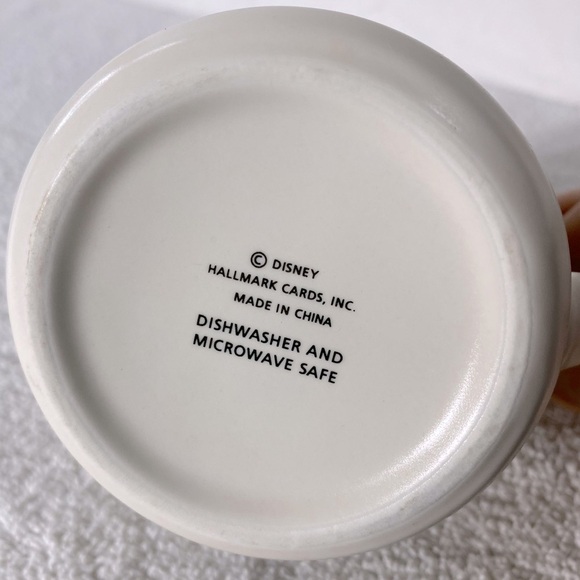 © DISNEY
HALLMARK CARDS, INC.
MADE IN CHINA
DISHWASHER AND
MICROWAVE SAFE